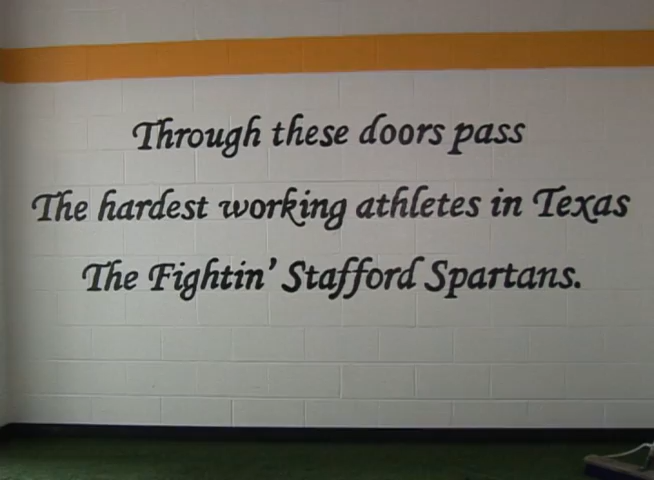 Through these doors pass
The hardest working athletes in Texas
The Fightin' Stafford Spartans.